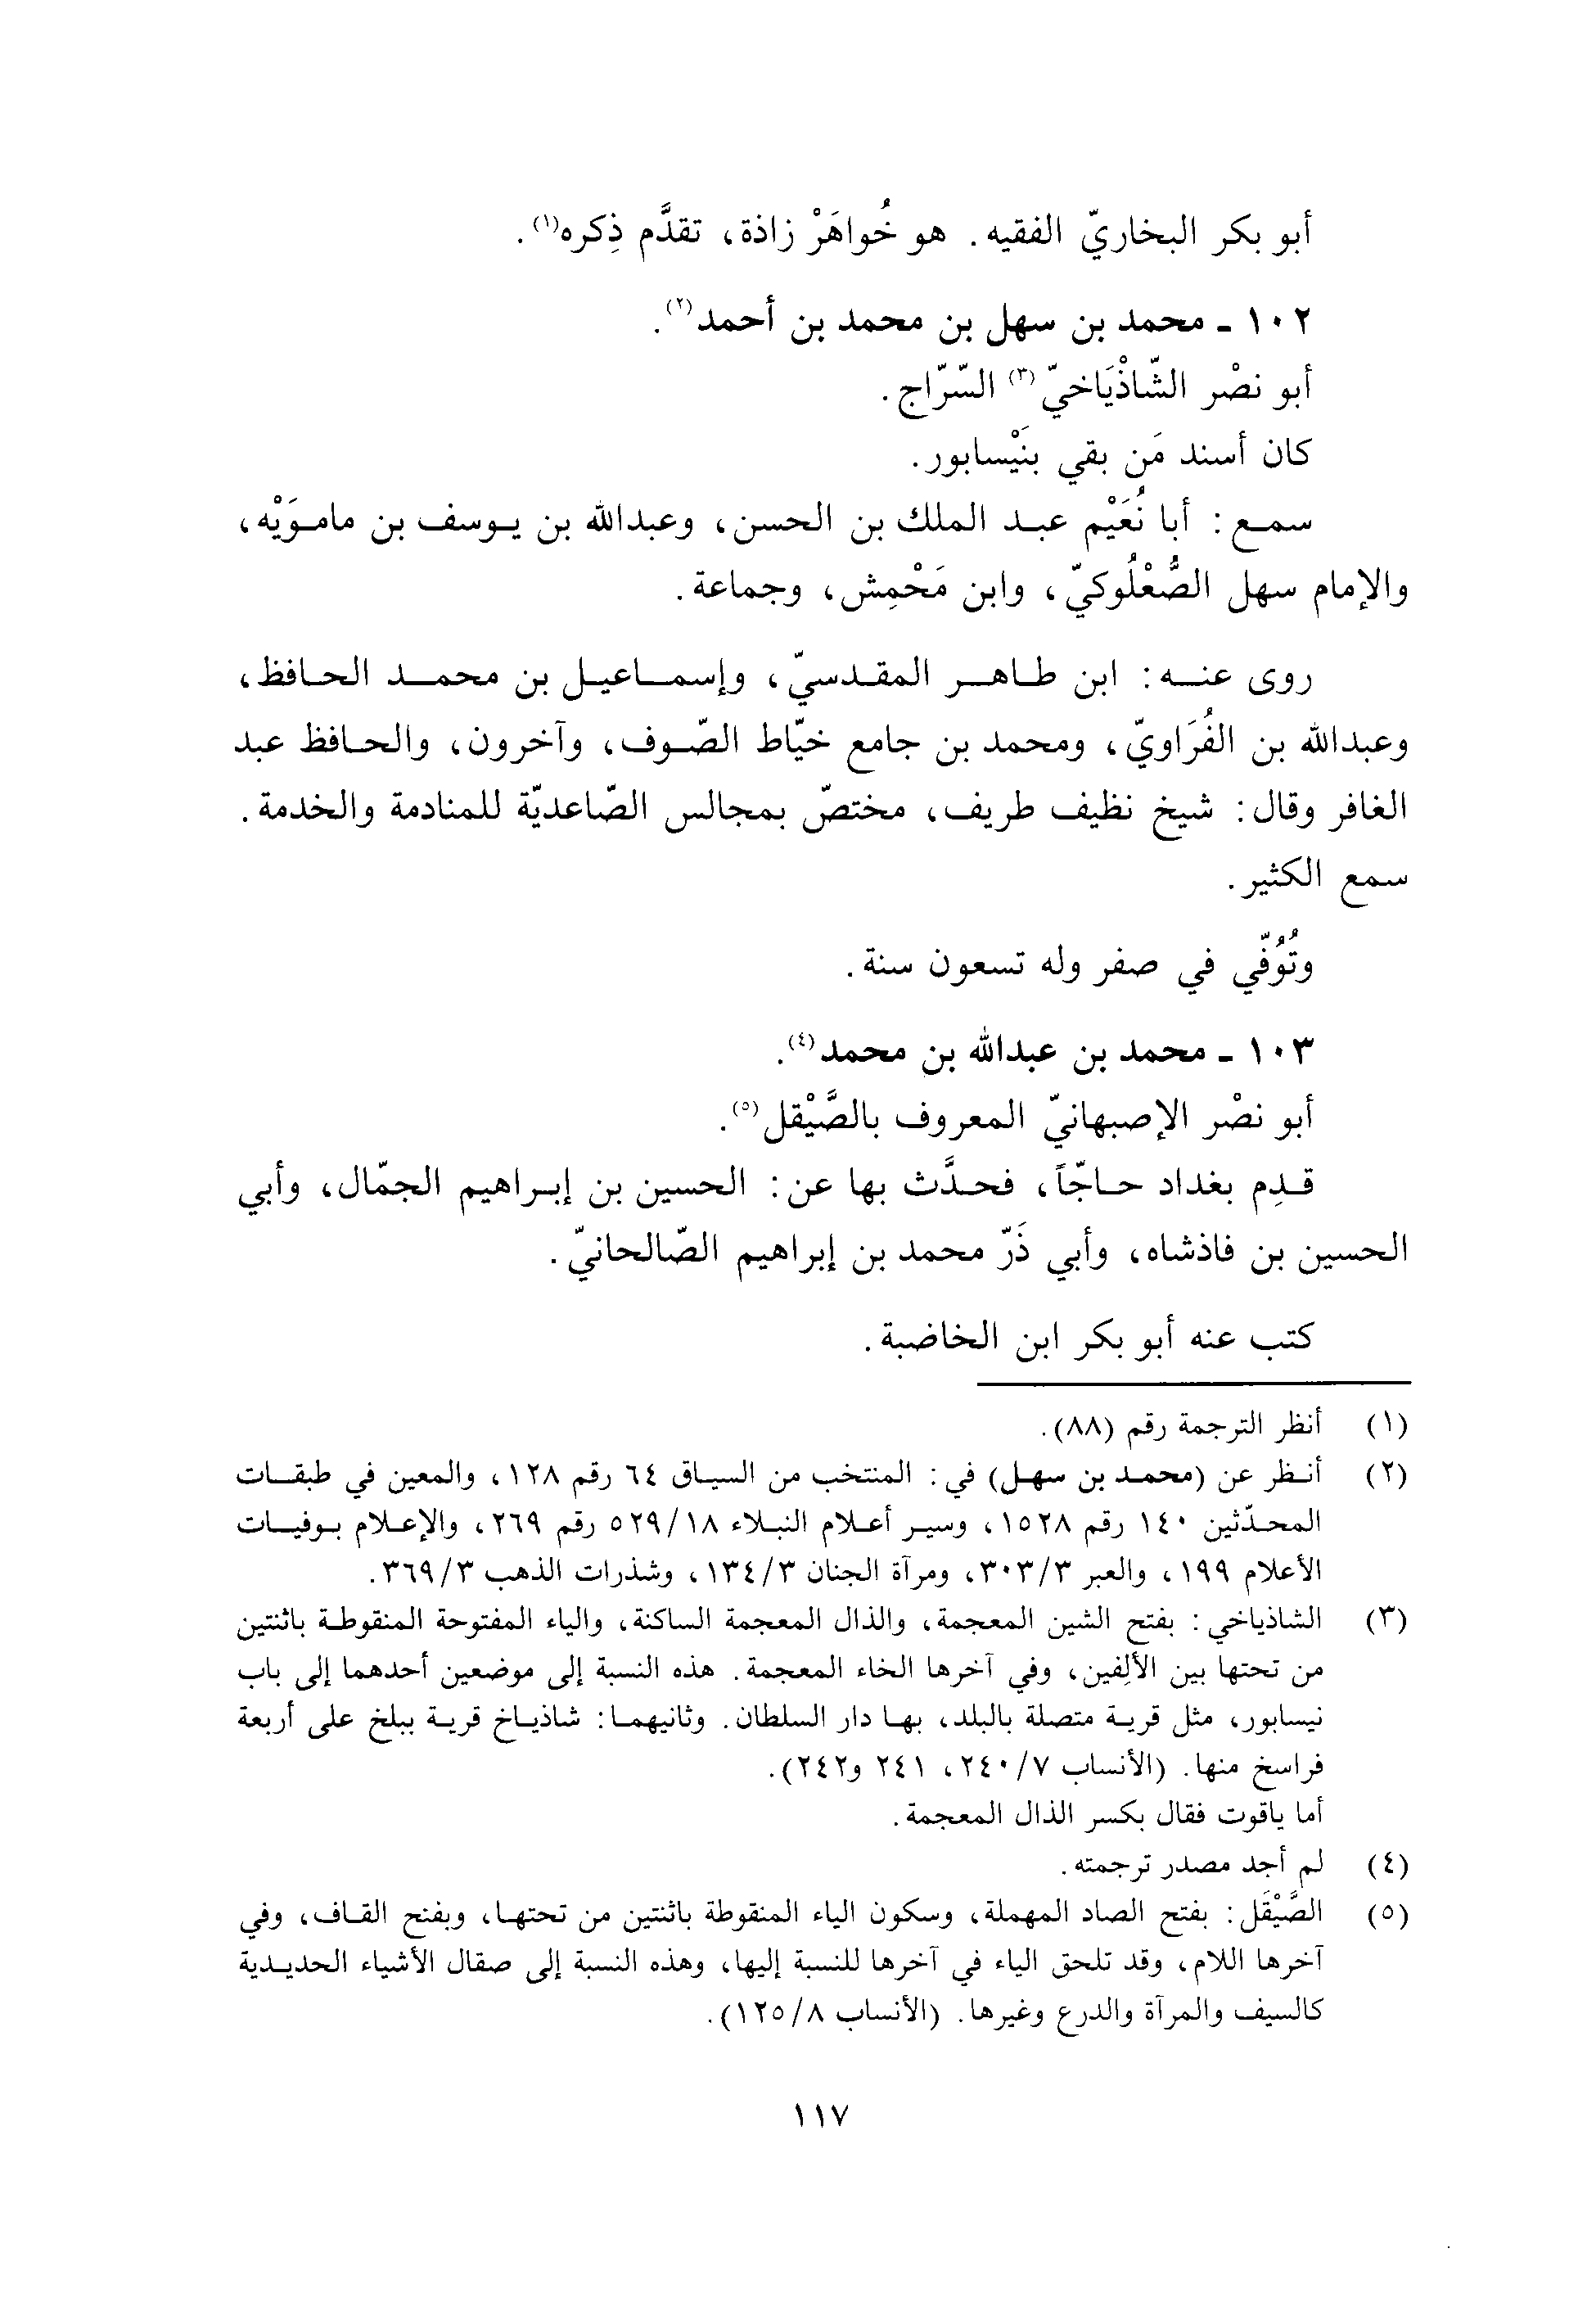 أبو بكر البخاريّ الفقيه. هو خُواهَرْ زاذة، تقدَّم ذِكره(١).
١٠٢ ـ محمد بن سهل بن محمد بن أحمد(٢).
أبو نصْر الشّاذْيَاخيّ(٣) السّرّاج.
كان أسند مَن بقي بنَيْسابور.
سمع: أبا نُعَيْم عبد الملك بن الحسن، وعبدالله بن يوسف بن مامويْه،
والإمام سهل الصُّعْلُوكيّ، وابن مَحْمِش، وجماعة.
روى عنه: ابن طاهر المقدسيّ، وإسماعيل بن محمد الحافظ،
وعبدالله بن الفُرَاويّ، ومحمد بن جامع خيّاط الصّوف، وآخرون، والحافظ عبد
الغافر وقال: شيخ نظيف طريف، مختصّ بمجالس الصّاعديّة للمنادمة والخدمة.
سمع الكثير.
وتُوُفّي في صفر وله تسعون سنة.
١٠٣ ـ محمد بن عبدالله بن محمد(٤).
أبو نصْر الإصبهانيّ المعروف بالصَّيْقل(٥).
قدِم بغداد حاجّاً، فحدَّث بها عن: الحسين بن إبراهيم الجمّال، وأبي
الحسين بن فاذشاه، وأبي ذَرّ محمد بن إبراهيم الصّالحانيّ.
كتب عنه أبو بكر ابن الخاضبة.
(١) أنظر الترجمة رقم (٨٨).
(٢) أنظر عن (محمد بن سهل) في: المنتخب من السياق ٦٤ رقم ١٢٨، والمعين في طبقات
المحدّثين ١٤٠ رقم ١٥٢٨، وسير أعلام النبلاء ٥٢٩/١٨ رقم ٢٦٩، والإعلام بوفيات
الأعلام ١٩٩، والعبر ٣٠٣/٣، ومرآة الجنان ١٣٤/٣، وشذرات الذهب ٣٦٩/٣.
(٣) الشاذياخي: بفتح الشين المعجمة، والذال المعجمة الساكنة، والياء المفتوحة المنقوطة باثنتين
من تحتها بين الألِفين، وفي آخرها الخاء المعجمة. هذه النسبة إلى موضعين أحدهما إلى باب
نيسابور، مثل قرية متصلة بالبلد، بها دار السلطان. وثانيهما: شاذياخ قرية ببلخ على أربعة
فراسخ منها. (الأنساب ٢٤٠/٧، ٢٤١ و٢٤٢).
أما ياقوت فقال بكسر الذال المعجمة.
(٤) لم أجد مصدر ترجمته.
(٥) الصَّيْقَل: بفتح الصاد المهملة، وسكون الياء المنقوطة باثنتين من تحتها، وبفتح القاف، وفي
آخرها اللام، وقد تلحق الياء في آخرها للنسبة إليها، وهذه النسبة إلى صقال الأشياء الحديدية
كالسيف والمرآة والدرع وغيرها. (الأنساب ١٢٥/٨).
١١٧